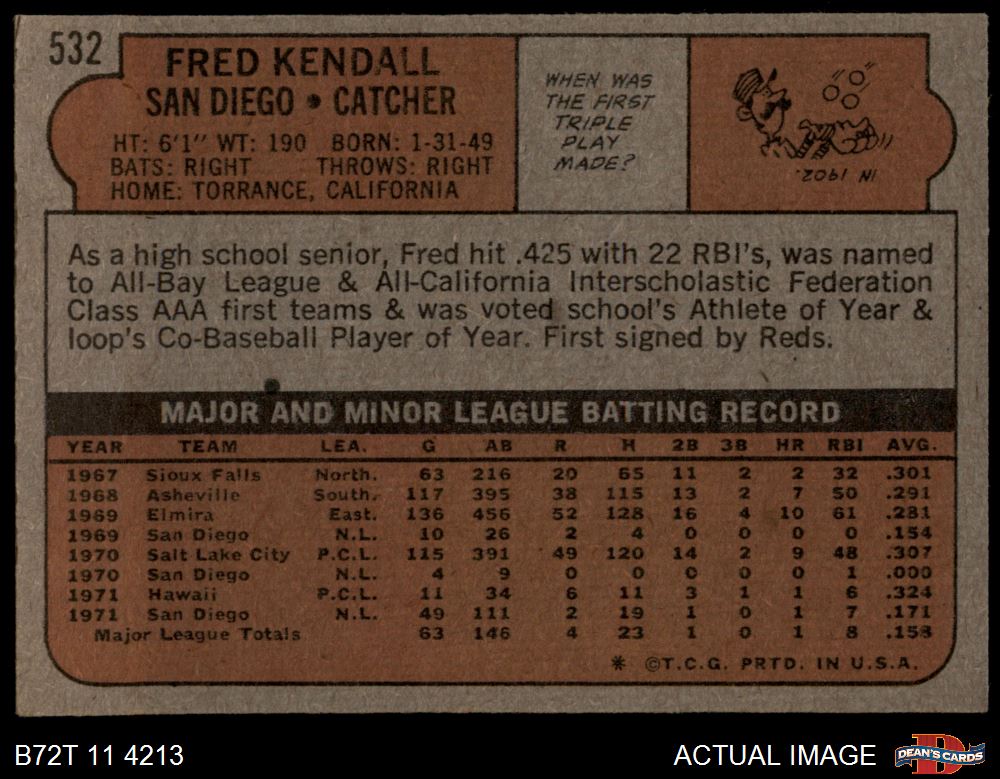 532
FRED KENDALL
SAN DIEGO • CATCHER
HT: 6'1" WT: 190 BORN: 1-31-49
BATS: RIGHT THROWS: RIGHT
HOME: TORRANCE, CALIFORNIA
WHEN WAS
THE FIRST
TRIPLE
PLAY
MADE?
IN 1902.
As a high school senior, Fred hit .425 with 22 RBI's, was named
to All-Bay League & All-California Interscholastic Federation
Class AAA first teams & was voted school's Athlete of Year &
loop's Co-Baseball Player of Year. First signed by Reds.
MAJOR AND MINOR LEAGUE BATTING RECORD
YEAR TEAM LEA. G AB R H 2B 3B HR RBI AVG.
1967 Sioux Falls North. 63 216 20 65 11 2 2 32 .301
1968 Asheville South. 117 395 38 115 13 2 7 50 .291
1969 Elmira East. 136 456 52 128 16 4 10 61 .281
1969 San Diego N.L. 10 26 2 4 0 0 0 0 .154
1970 Salt Lake City P.C.L. 115 391 49 120 14 2 9 48 .307
1970 San Diego N.L. 4 9 0 0 0 0 0 1 .000
1971 Hawaii P.C.L. 11 34 6 11 3 1 1 6 .324
1971 San Diego N.L. 49 111 2 19 1 0 1 7 .171
Major League Totals 63 146 4 23 1 0 1 8 .158
* ©T.C.G. PRTD. IN U.S.A.
B72T 11 4213
ACTUAL IMAGE
DEAN'S CARDS